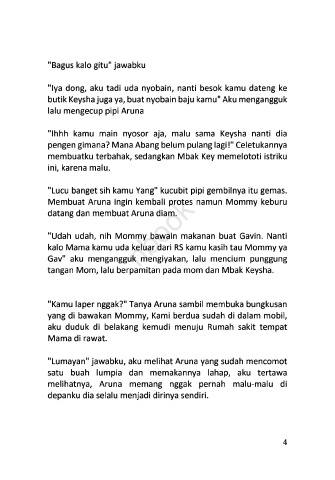 "Bagus kalo gitu" jawabku
"Iya dong, aku tadi uda nyobain, nanti besok kamu dateng ke
butik Keysha juga ya, buat nyobain baju kamu" Aku mengangguk
lalu mengecup pipi Aruna
"Ihhh kamu main nyosor aja, malu sama Keysha nanti dia
pengen gimana? Mana Abang belum pulang lagi!" Celetukannya
membuatku terbahak, sedangkan Mbak Key memelototi istriku
ini, karena malu.
"Lucu banget sih kamu Yang" kucubit pipi gembilnya itu gemas.
Membuat Aruna ingin kembali protes namun Mommy keburu
datang dan membuat Aruna diam.
"Udah udah, nih Mommy bawain makanan buat Gavin. Nanti
kalo Mama kamu uda keluar dari RS kamu kasih tau Mommy ya
Gav" aku mengangguk mengiyakan, lalu mencium punggung
tangan Mom, lalu berpamitan pada mom dan Mbak Keysha.
"Kamu laper nggak?" Tanya Aruna sambil membuka bungkusan
yang di bawakan Mommy, Kami berdua sudah di dalam mobil,
aku duduk di belakang kemudi menuju Rumah sakit tempat
Mama di rawat.
"Lumayan" jawabku, aku melihat Aruna yang sudah mencomot
satu buah lumpia dan memakannya lahap, aku tertawa
melihatnya, Aruna memang nggak pernah malu-malu di
depanku dia selalu menjadi dirinya sendiri.
4